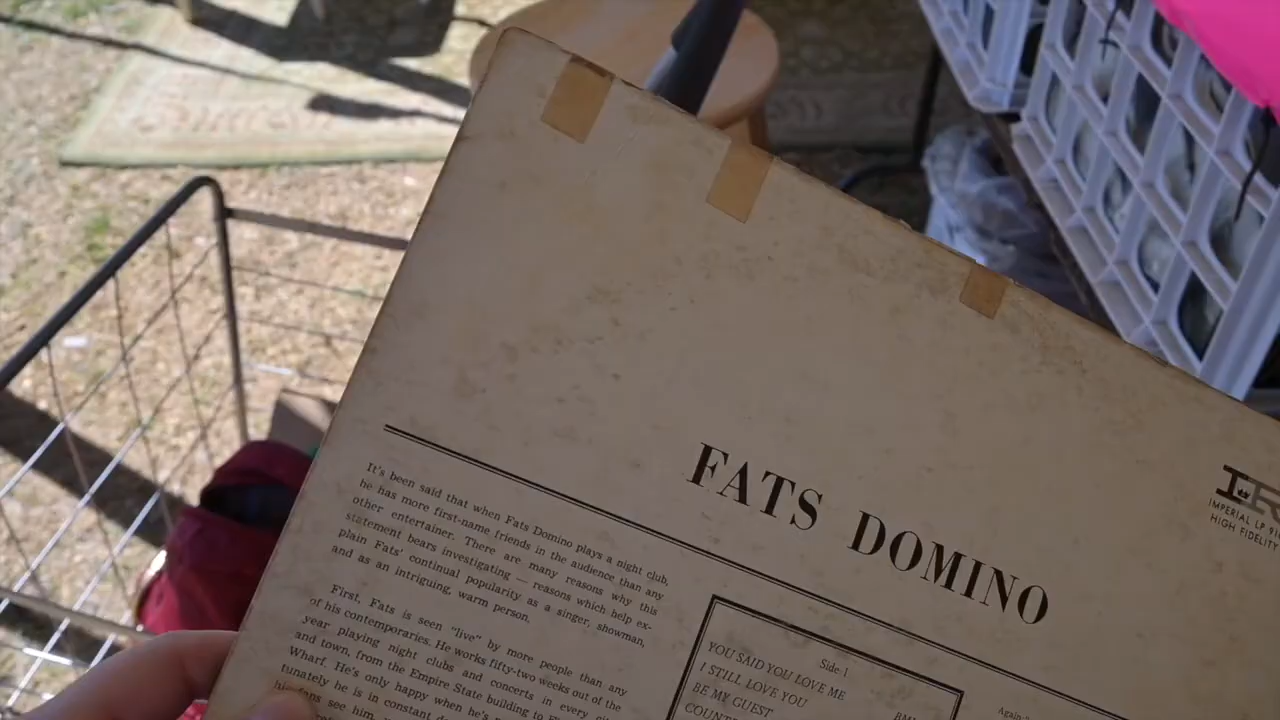 FATS DOMINO
IMPERIAL LP
HIGH FIDELITY
It's been said that when Fats Domino plays a night club,
he has more first-name friends in the audience than any
other entertainer. There are many reasons why this
statement bears investigating — reasons which help ex-
plain Fats' continual popularity as a singer, showman,
and as an intriguing, warm person.
First, Fats is seen "live" by more people than any
of his contemporaries. He works fifty-two weeks out of the
year playing night clubs and concerts in every
and town, from the Empire State building to
Wharf. He's only happy when he's
tunately he is in constant
fans see him.
Side 1
YOU SAID YOU LOVE ME
I STILL LOVE YOU
BE MY GUEST
Again,